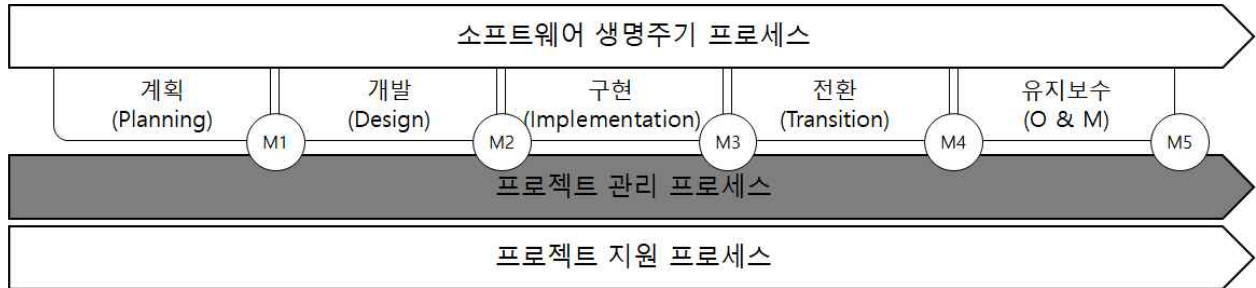 소프트웨어 생명주기 프로세스
계획
(Planning)
개발
(Design)
구현
(Implementation)
전환
(Transition)
유지보수
(O & M)
M1
M2
M3
M4
M5
프로젝트 관리 프로세스
프로젝트 지원 프로세스